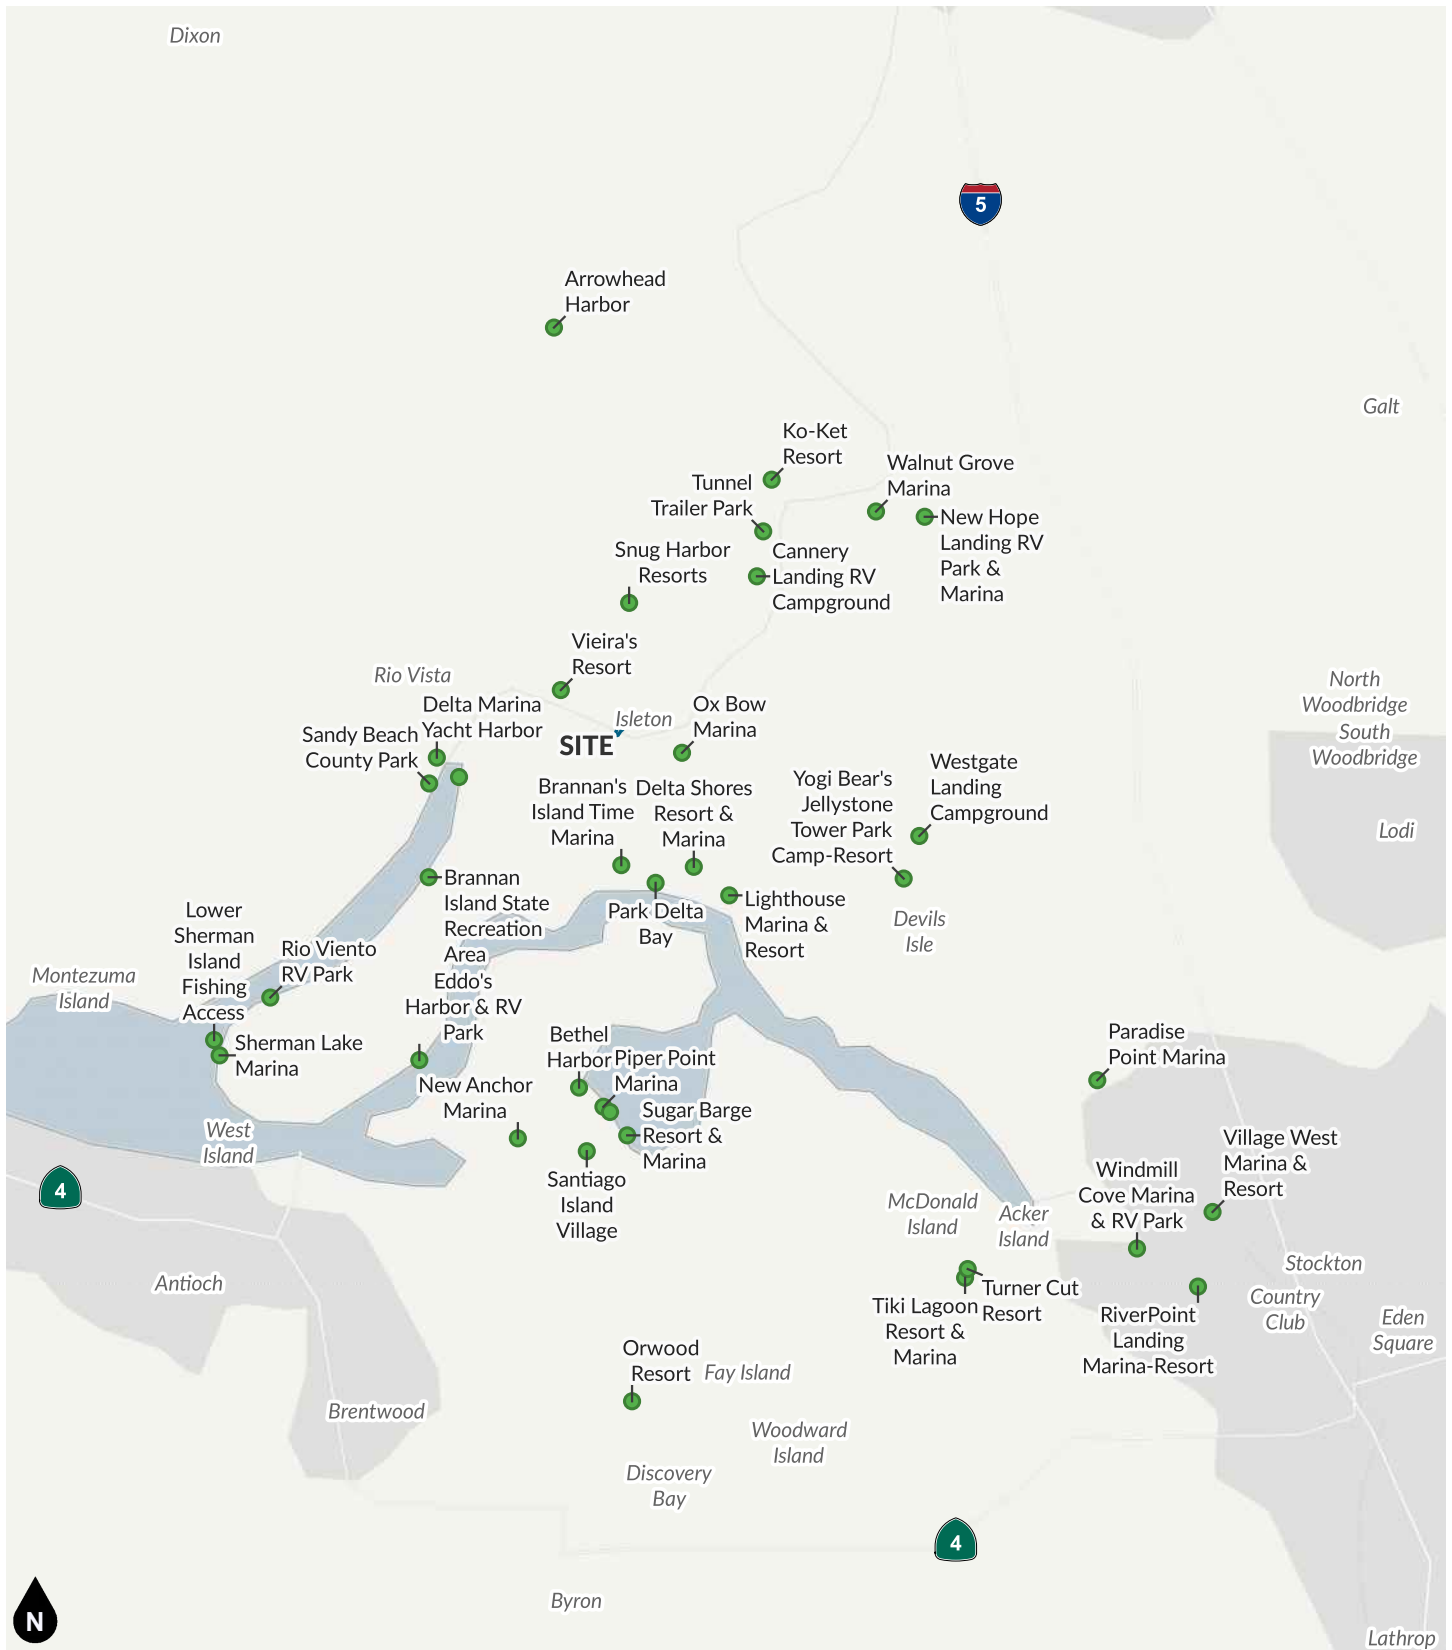 Dixon
5
Arrowhead
Harbor
Galt
Ko-Ket
Resort
Walnut Grove
Marina
Tunnel
Trailer Park
New Hope
Landing RV
Park &
Marina
Snug Harbor
Resorts
Cannery
Landing RV
Campground
Vieira's
Resort
Rio Vista
North
Woodbridge
South
Woodbridge
Delta Marina
Yacht Harbor
Isleton
SITE
Ox Bow
Marina
Sandy Beach
County Park
Brannan's
Island Time
Marina
Delta Shores
Resort &
Marina
Yogi Bear's
Jellystone
Tower Park
Camp-Resort
Westgate
Landing
Campground
Lodi
Brannan
Island State
Recreation
Area
Park Delta
Bay
Lighthouse
Marina &
Resort
Devils
Isle
Lower
Sherman
Island
Fishing
Access
Rio Viento
RV Park
Montezuma
Island
Eddo's
Harbor & RV
Park
Sherman Lake
Marina
Bethel
Harbor
Piper Point
Marina
Paradise
Point Marina
New Anchor
Marina
Sugar Barge
Resort &
Marina
West
Island
4
Santiago
Island
Village
Village West
Marina &
Resort
Windmill
Cove Marina
& RV Park
McDonald
Island
Acker
Island
Antioch
Stockton
Country
Club
Turner Cut
Resort
Tiki Lagoon
Resort &
Marina
RiverPoint
Landing
Marina-Resort
Eden
Square
Orwood
Resort
Fay Island
Brentwood
Woodward
Island
Discovery
Bay
4
Byron
N
Lathrop